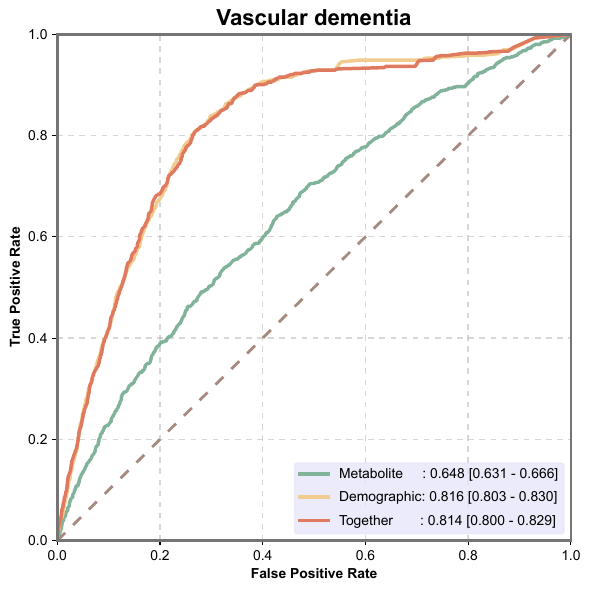 Vascular dementia
1.0
0.8
0.6
0.4
0.2
0.0
True Positive Rate
Metabolite : 0.648 [0.631 - 0.666]
Demographic: 0.816 [0.803 - 0.830]
Together : 0.814 [0.800 - 0.829]
0.0 0.2 0.4 0.6 0.8 1.0
False Positive Rate